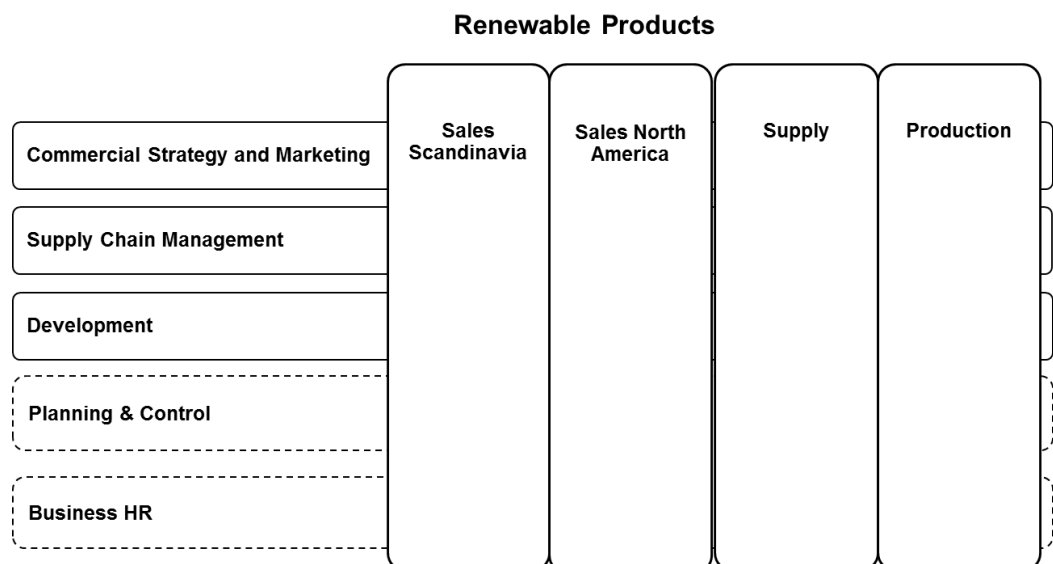 Renewable Products
Sales
Scandinavia
Sales North
America
Supply
Production
Commercial Strategy and Marketing
Supply Chain Management
Development
Planning & Control
Business HR